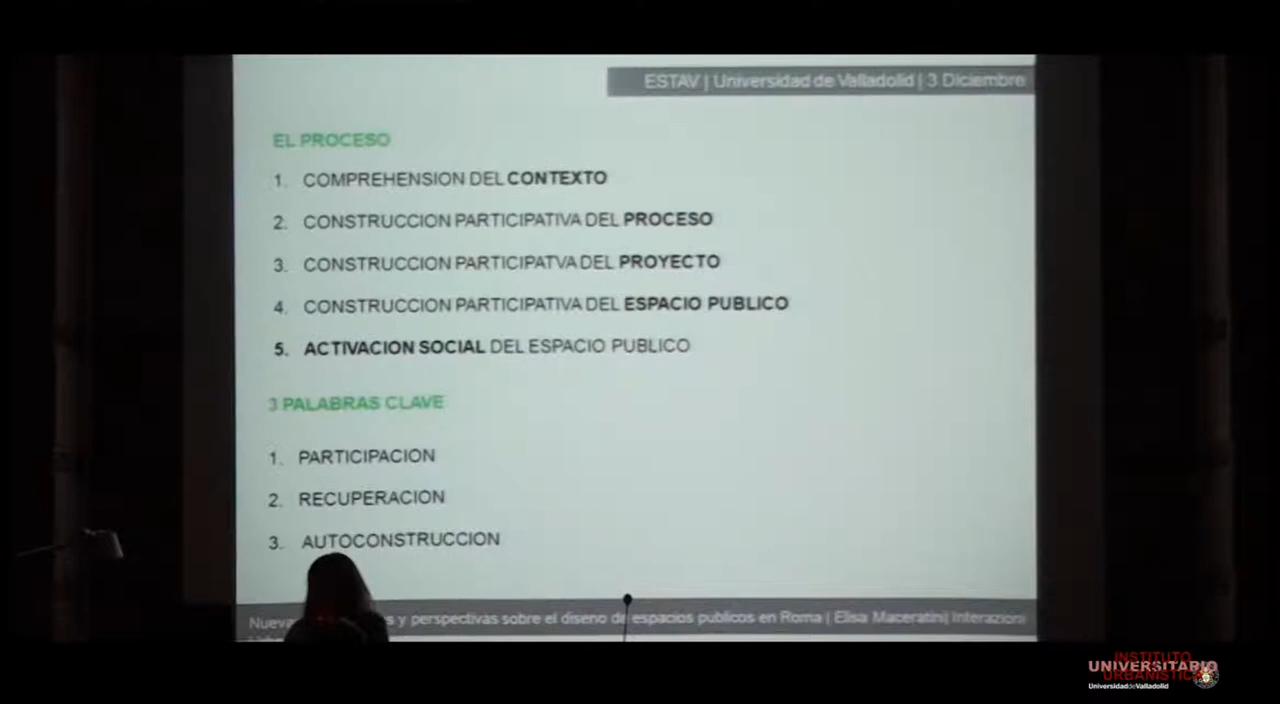 ESTAV | Universidad de Valladolid | 3 Diciembre
EL PROCESO
1. COMPREHENSION DEL CONTEXTO
2. CONSTRUCCION PARTICIPATIVA DEL PROCESO
3. CONSTRUCCION PARTICIPATVA DEL PROYECTO
4. CONSTRUCCION PARTICIPATIVA DEL ESPACIO PUBLICO
5. ACTIVACION SOCIAL DEL ESPACIO PUBLICO
3 PALABRAS CLAVE
1. PARTICIPACION
2. RECUPERACION
3. AUTOCONSTRUCCION
y perspectivas sobre el diseno de espacios publicos en Roma | Elisa Maceratini| Interazioni
INSTITUTO
UNIVERSITARIO
URBANÍSTICA
Universidad de Valladolid